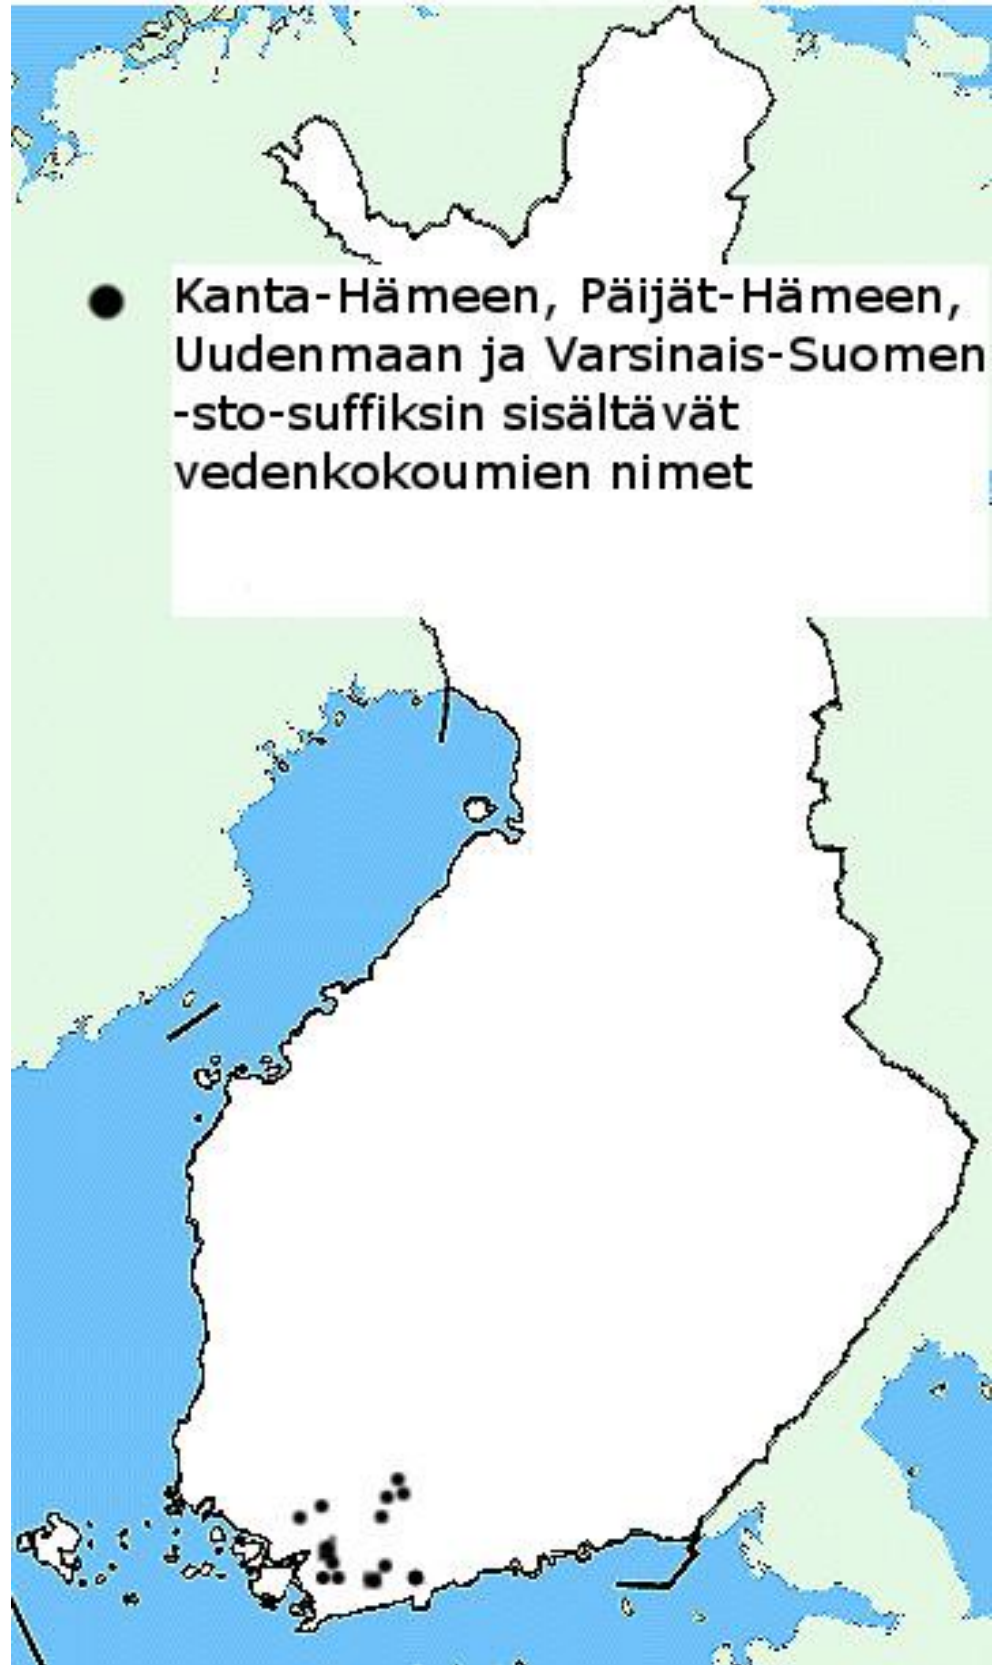 Kanta-Hämeen, Päijät-Hämeen,
Uudenmaan ja Varsinais-Suomen
-sto-suffiksin sisältävät
vedenkokoumien nimet